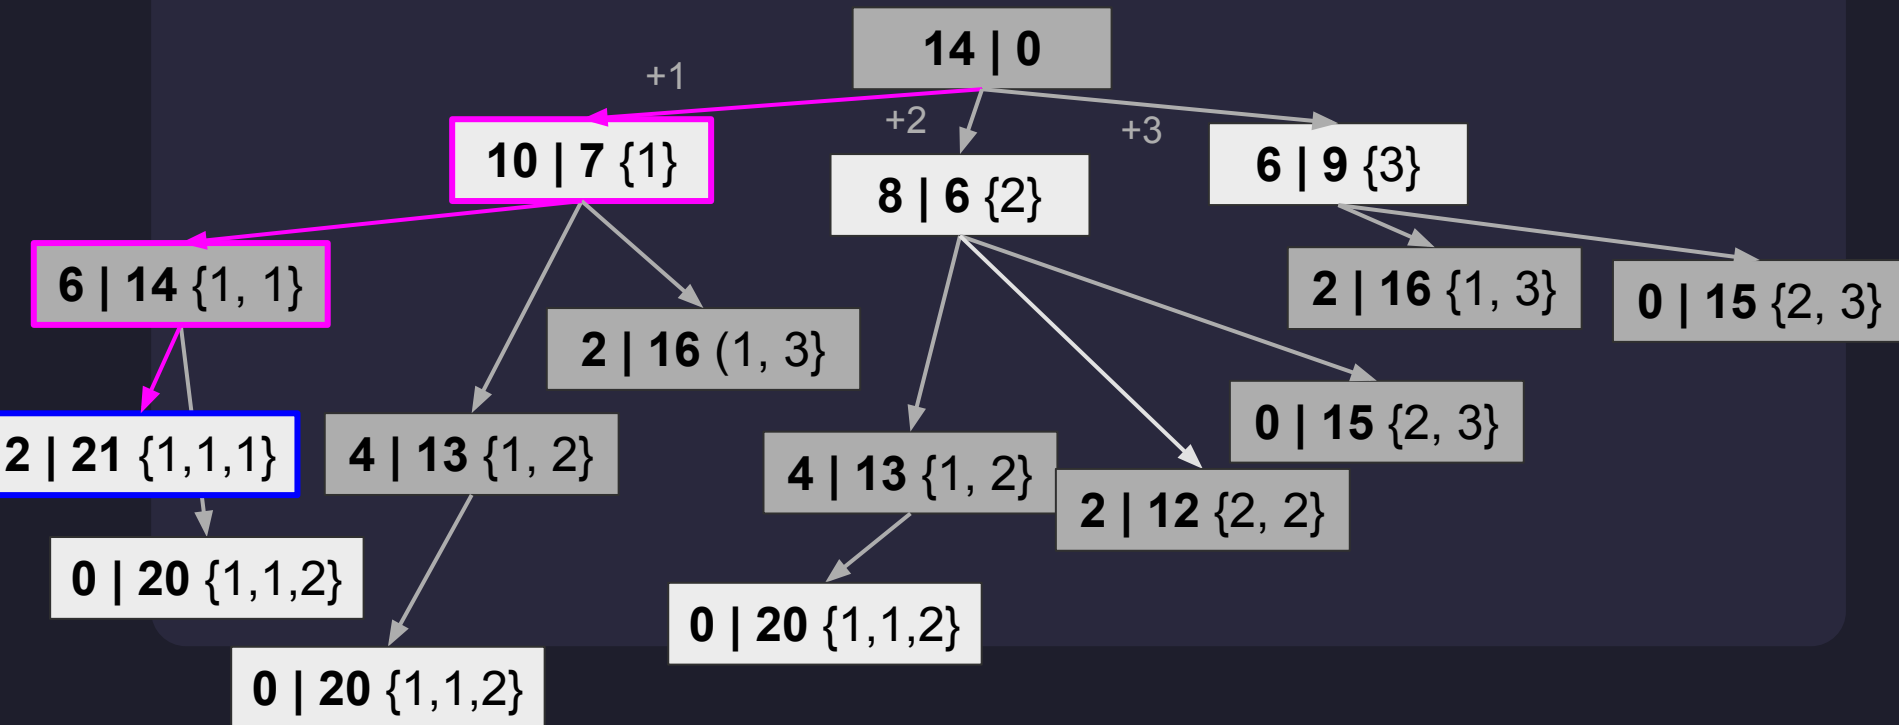 14 | 0
+1
+2
+3
10 | 7 {1}
8 | 6 {2}
6 | 9 {3}
6 | 14 {1, 1}
2 | 16 (1, 3}
2 | 16 {1, 3}
0 | 15 {2, 3}
2 | 21 {1,1,1}
4 | 13 {1, 2}
4 | 13 {1, 2}
2 | 12 {2, 2}
0 | 15 {2, 3}
0 | 20 {1,1,2}
0 | 20 {1,1,2}
0 | 20 {1,1,2}